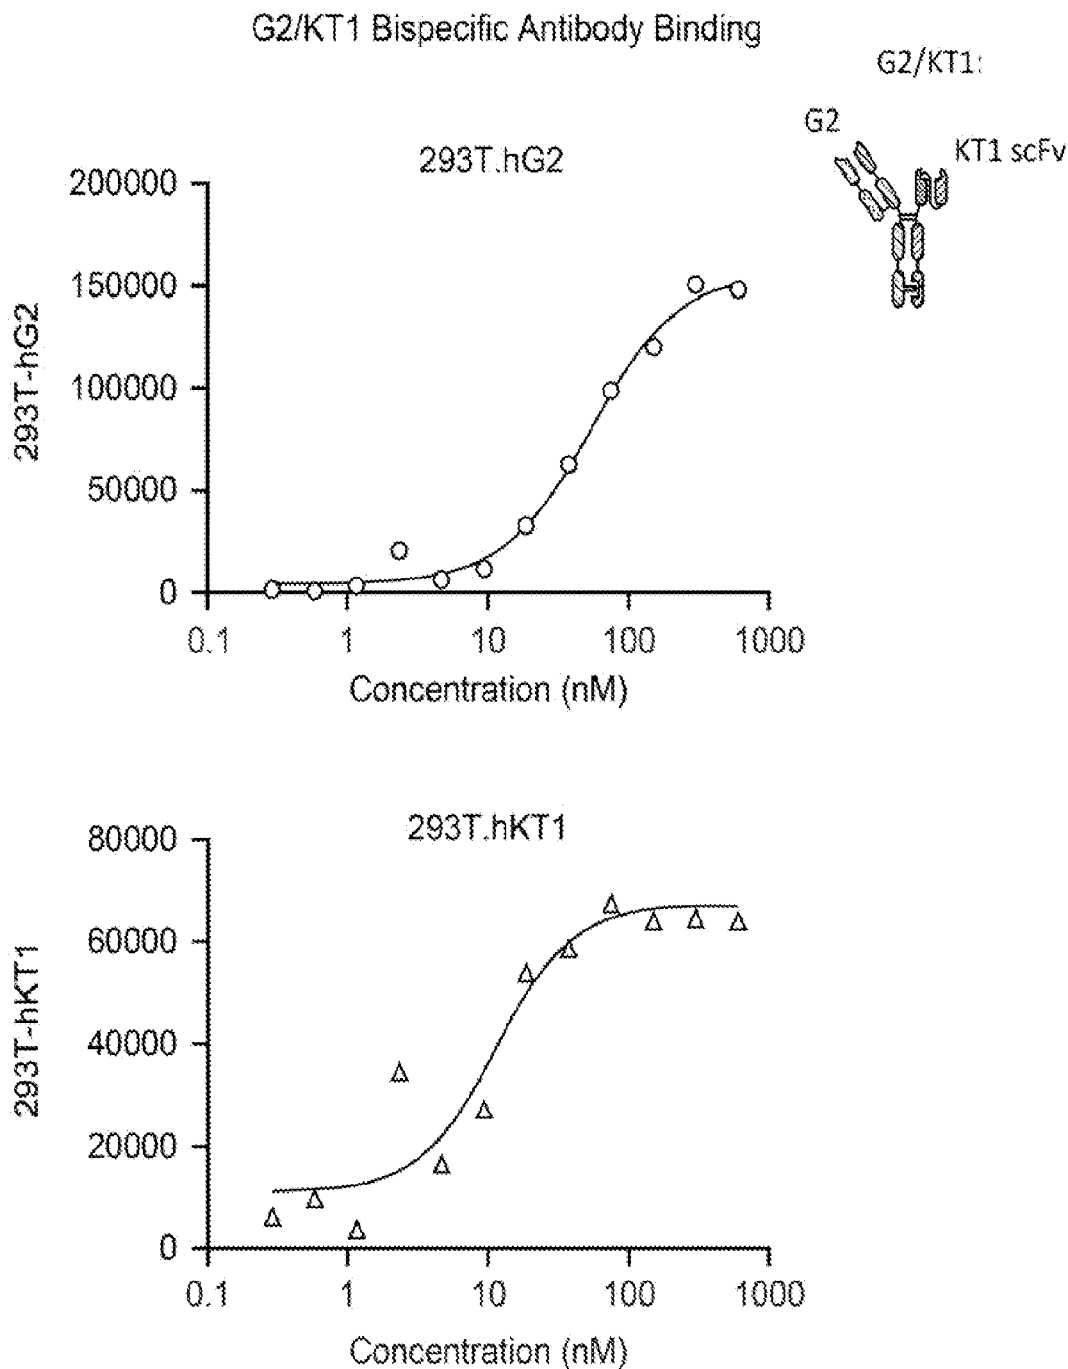 G2/KT1 Bispecific Antibody Binding
G2/KT1:
G2
KT1 scFv
293T.hG2
293T-hG2
200000
150000
100000
50000
0
0.1 1 10 100 1000
Concentration (nM)
293T.hKT1
293T-hKT1
80000
60000
40000
20000
0
0.1 1 10 100 1000
Concentration (nM)